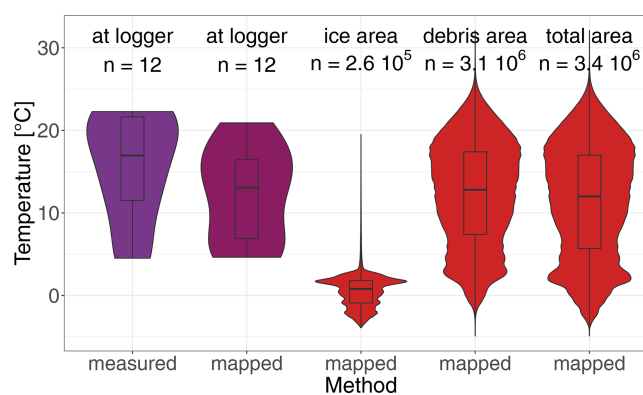 at logger at logger ice area debris area total area
n = 12 n = 12 n = 2.6 10⁵ n = 3.1 10⁶ n = 3.4 10⁶
30
20
10
0
Temperature [°C]
measured mapped mapped mapped mapped
Method